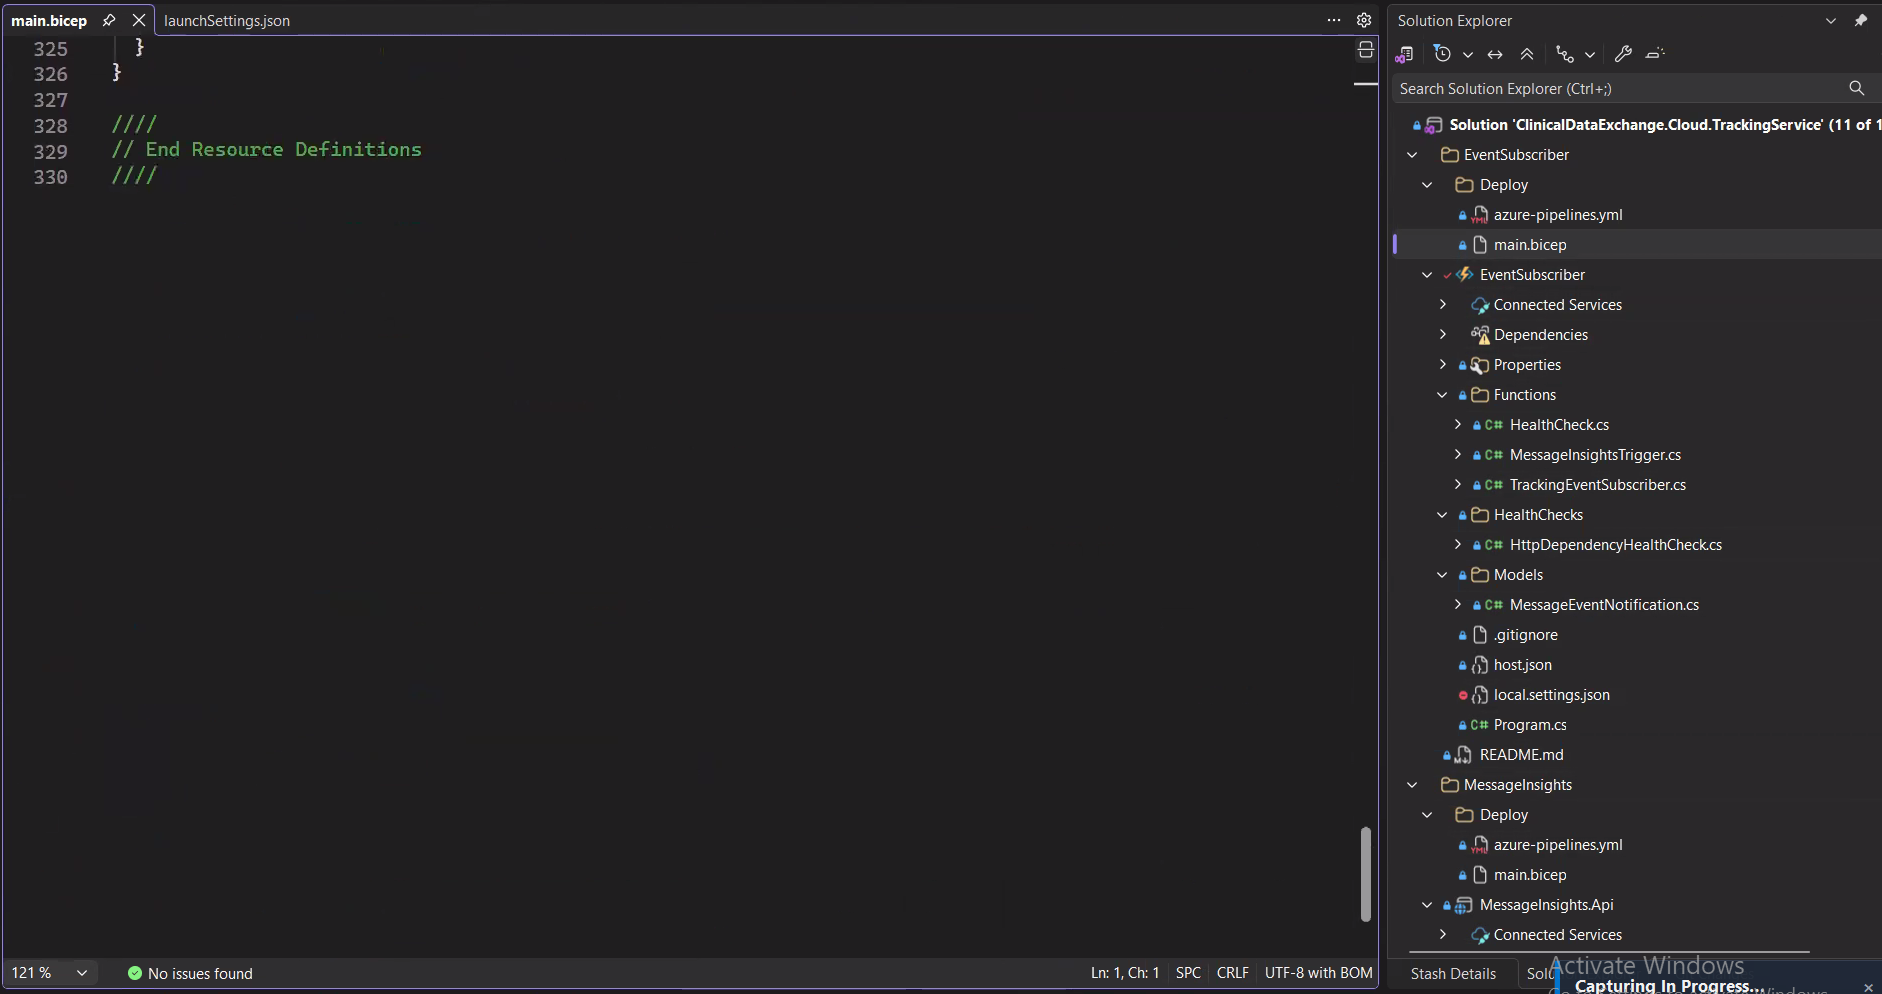 main.bicep
launchSettings.json
325 }
326 }
327
328 ////
329 // End Resource Definitions
330 ////
121 %
No issues found
Ln: 1, Ch: 1 SPC CRLF UTF-8 with BOM
Solution Explorer
Search Solution Explorer (Ctrl+;)
Solution 'ClinicalDataExchange.Cloud.TrackingService' (11 of 1
EventSubscriber
Deploy
azure-pipelines.yml
main.bicep
EventSubscriber
Connected Services
Dependencies
Properties
Functions
C# HealthCheck.cs
C# MessageInsightsTrigger.cs
C# TrackingEventSubscriber.cs
HealthChecks
C# HttpDependencyHealthCheck.cs
Models
C# MessageEventNotification.cs
.gitignore
host.json
local.settings.json
C# Program.cs
README.md
MessageInsights
Deploy
azure-pipelines.yml
main.bicep
MessageInsights.Api
Connected Services
Stash Details
Solu
Activate Windows
Capturing In Progress...